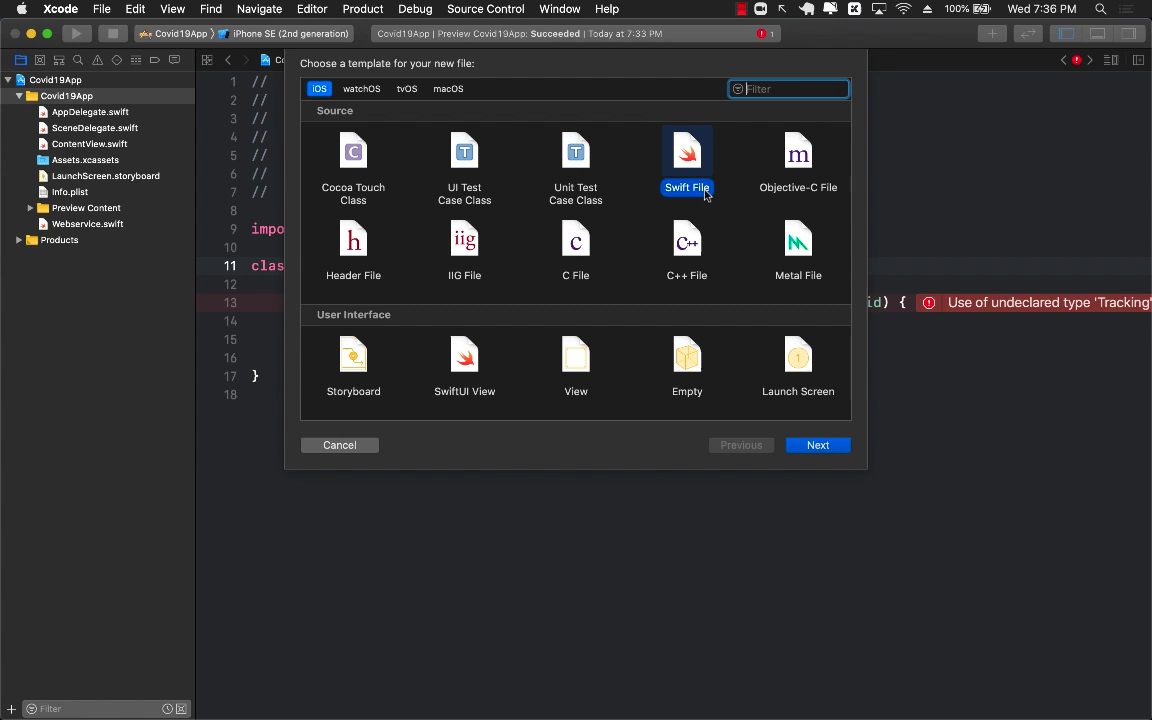 Xcode File Edit View Find Navigate Editor Product Debug Source Control Window Help 100% Wed 7:36 PM
Covid19App iPhone SE (2nd generation) Covid19App | Preview Covid19App: Succeeded | Today at 7:33 PM 1
Covid19App
Covid19App
AppDelegate.swift
SceneDelegate.swift
ContentView.swift
Assets.xcassets
LaunchScreen.storyboard
Info.plist
Preview Content
Webservice.swift
Products
Filter
1 //
2 //
3 //
4 //
5 //
6 //
7 //
8
9 impo
10
11 clas
12
13 id) { Use of undeclared type 'Tracking'
14
15
16
17 }
18
Choose a template for your new file:
iOS watchOS tvOS macOS Filter
Source
C T T m
Cocoa Touch Class
UI Test Case Class
Unit Test Case Class
Swift File
Objective-C File
h iig c C++
Header File
IIG File
C File
C++ File
Metal File
User Interface
1
Storyboard
SwiftUI View
View
Empty
Launch Screen
Cancel Previous Next